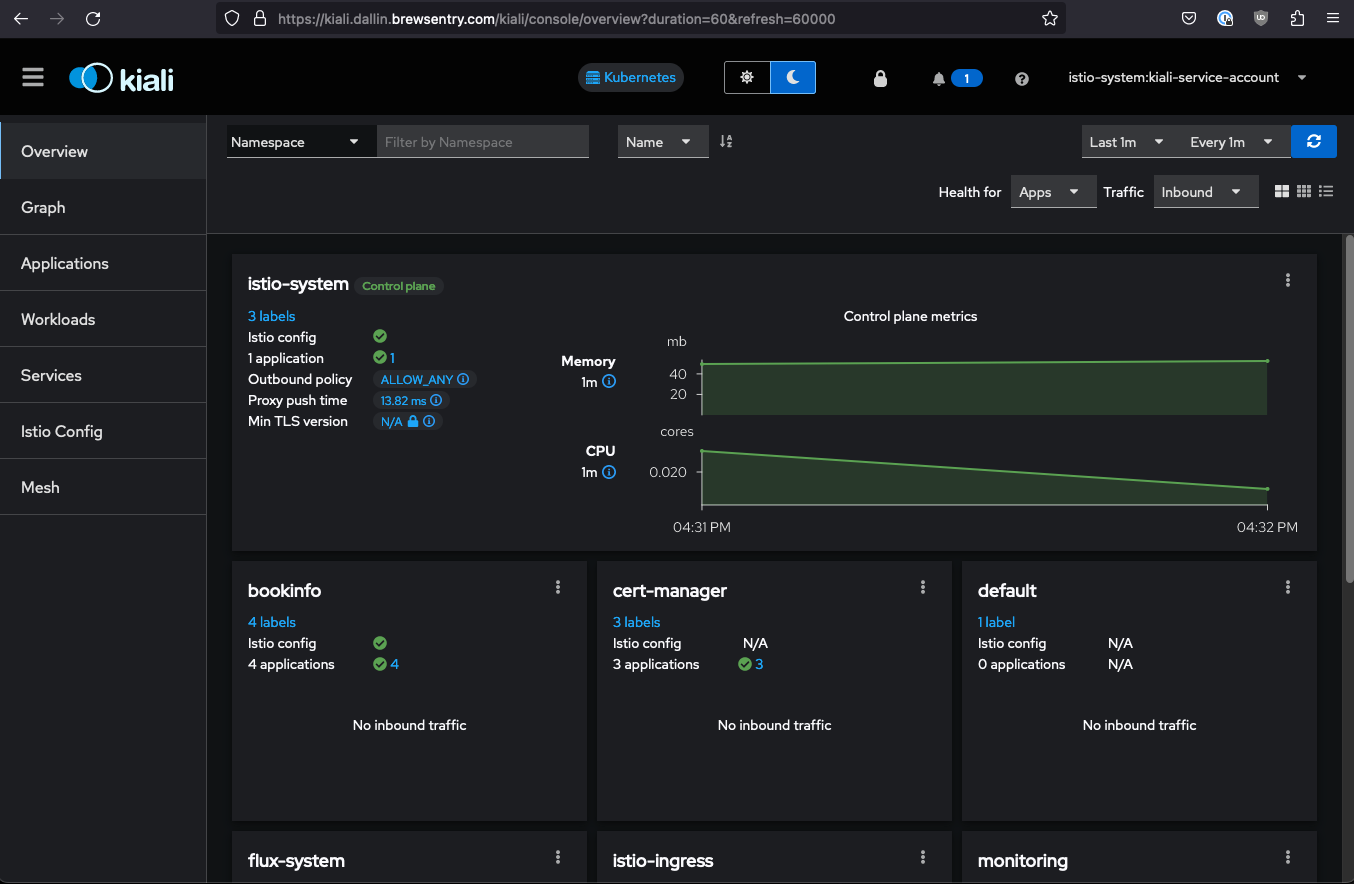 https://kiali.dallin.brewsentry.com/kiali/console/overview?duration=60&refresh=60000
kiali
Kubernetes
1
istio-system:kiali-service-account
Overview
Graph
Applications
Workloads
Services
Istio Config
Mesh
Namespace
Filter by Namespace
Name
Last 1m
Every 1m
Health for
Apps
Traffic
Inbound
istio-system Control plane
3 labels
Istio config
1 application 1
Outbound policy ALLOW_ANY
Proxy push time 13.82 ms
Min TLS version N/A
Control plane metrics
Memory
1m
mb
40
20
CPU
1m
cores
0.020
04:31 PM
04:32 PM
bookinfo
4 labels
Istio config
4 applications 4
No inbound traffic
cert-manager
3 labels
Istio config N/A
3 applications 3
No inbound traffic
default
1 label
Istio config N/A
0 applications N/A
No inbound traffic
flux-system
istio-ingress
monitoring